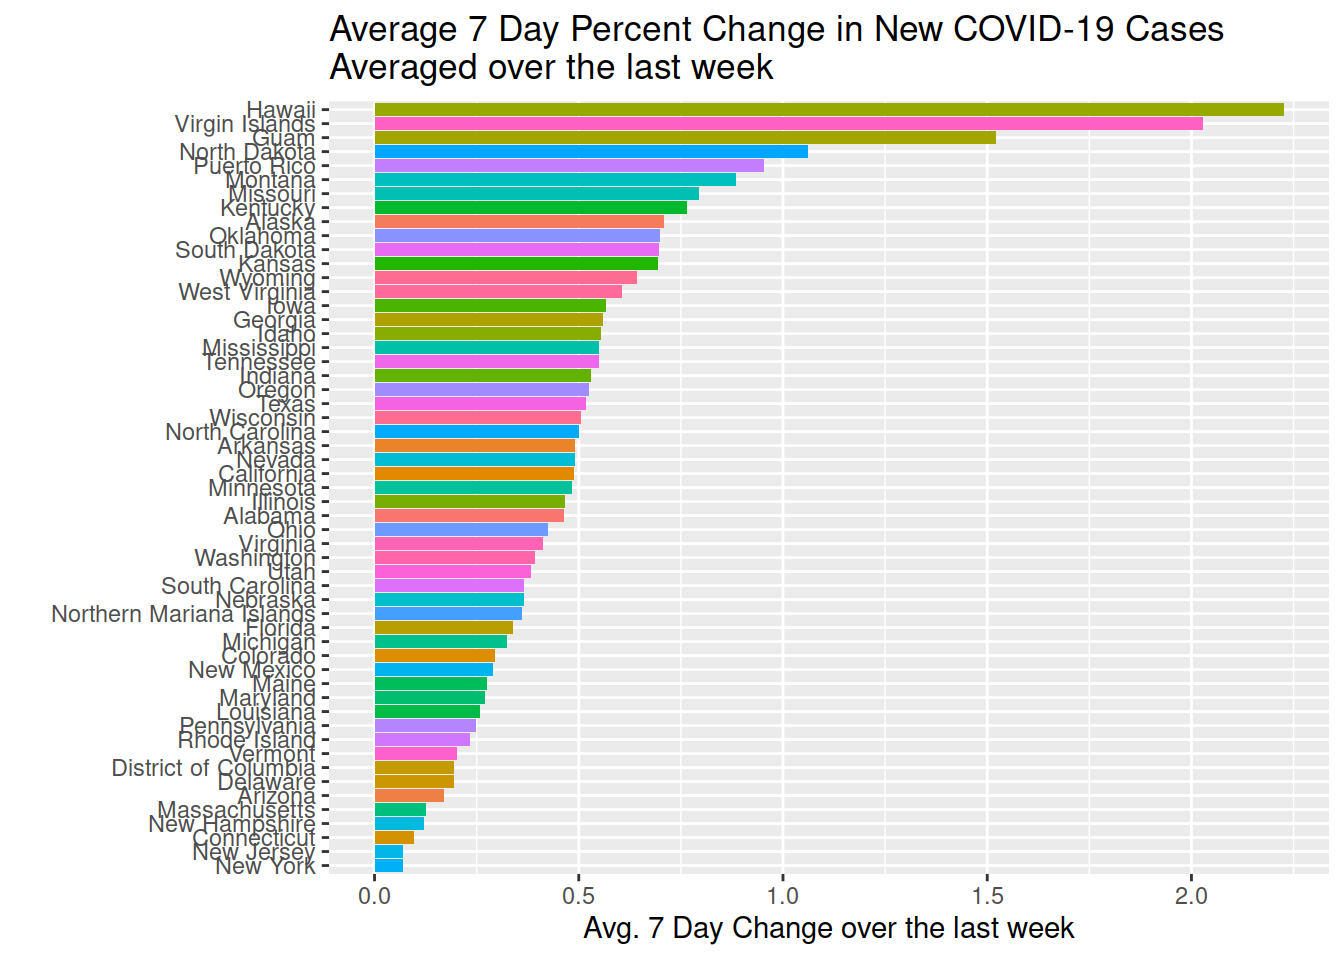 Average 7 Day Percent Change in New COVID-19 Cases
Averaged over the last week
Hawaii
Virgin Islands
Guam
North Dakota
Puerto Rico
Montana
Missouri
Kentucky
Alaska
Oklahoma
South Dakota
Kansas
Wyoming
West Virginia
Iowa
Georgia
Idaho
Mississippi
Tennessee
Indiana
Oregon
Texas
Wisconsin
North Carolina
Arkansas
Nevada
California
Minnesota
Illinois
Alabama
Ohio
Virginia
Washington
Utah
South Carolina
Nebraska
Northern Mariana Islands
Florida
Michigan
Colorado
New Mexico
Maine
Maryland
Louisiana
Pennsylvania
Rhode Island
Vermont
District of Columbia
Delaware
Arizona
Massachusetts
New Hampshire
Connecticut
New Jersey
New York
0.0 0.5 1.0 1.5 2.0
Avg. 7 Day Change over the last week